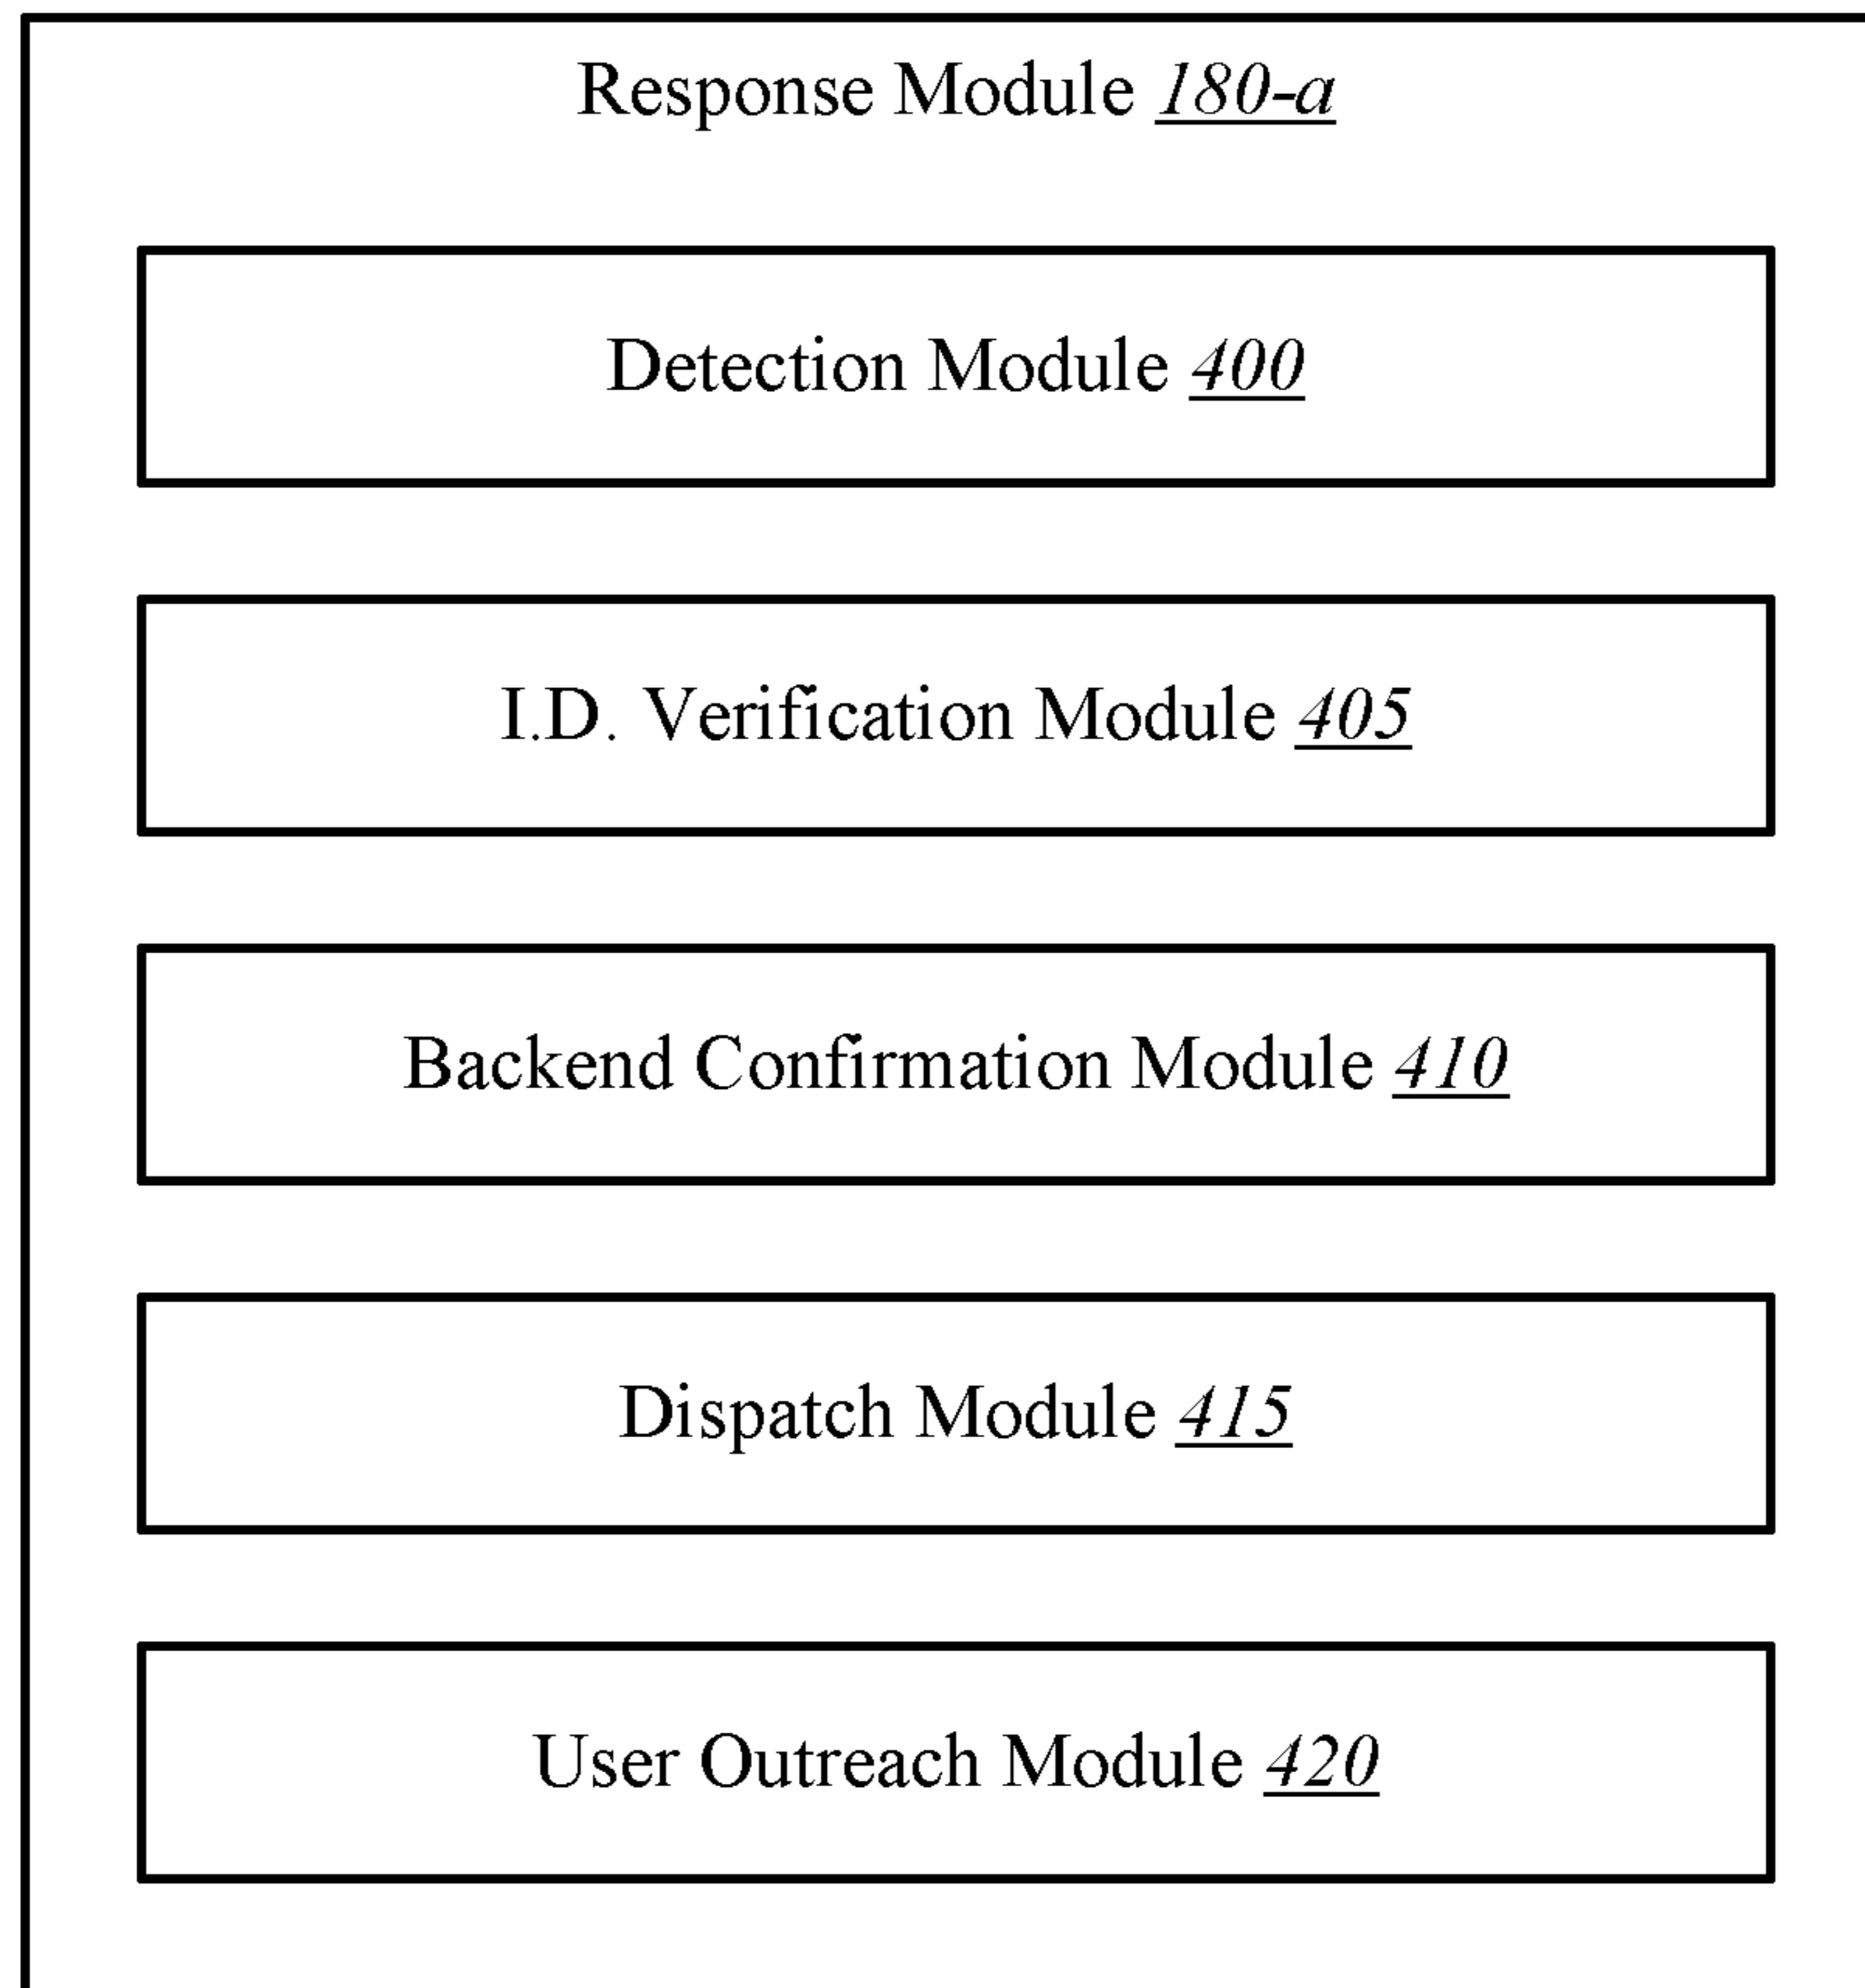 Response Module 180-a
Detection Module 400
I.D. Verification Module 405
Backend Confirmation Module 410
Dispatch Module 415
User Outreach Module 420